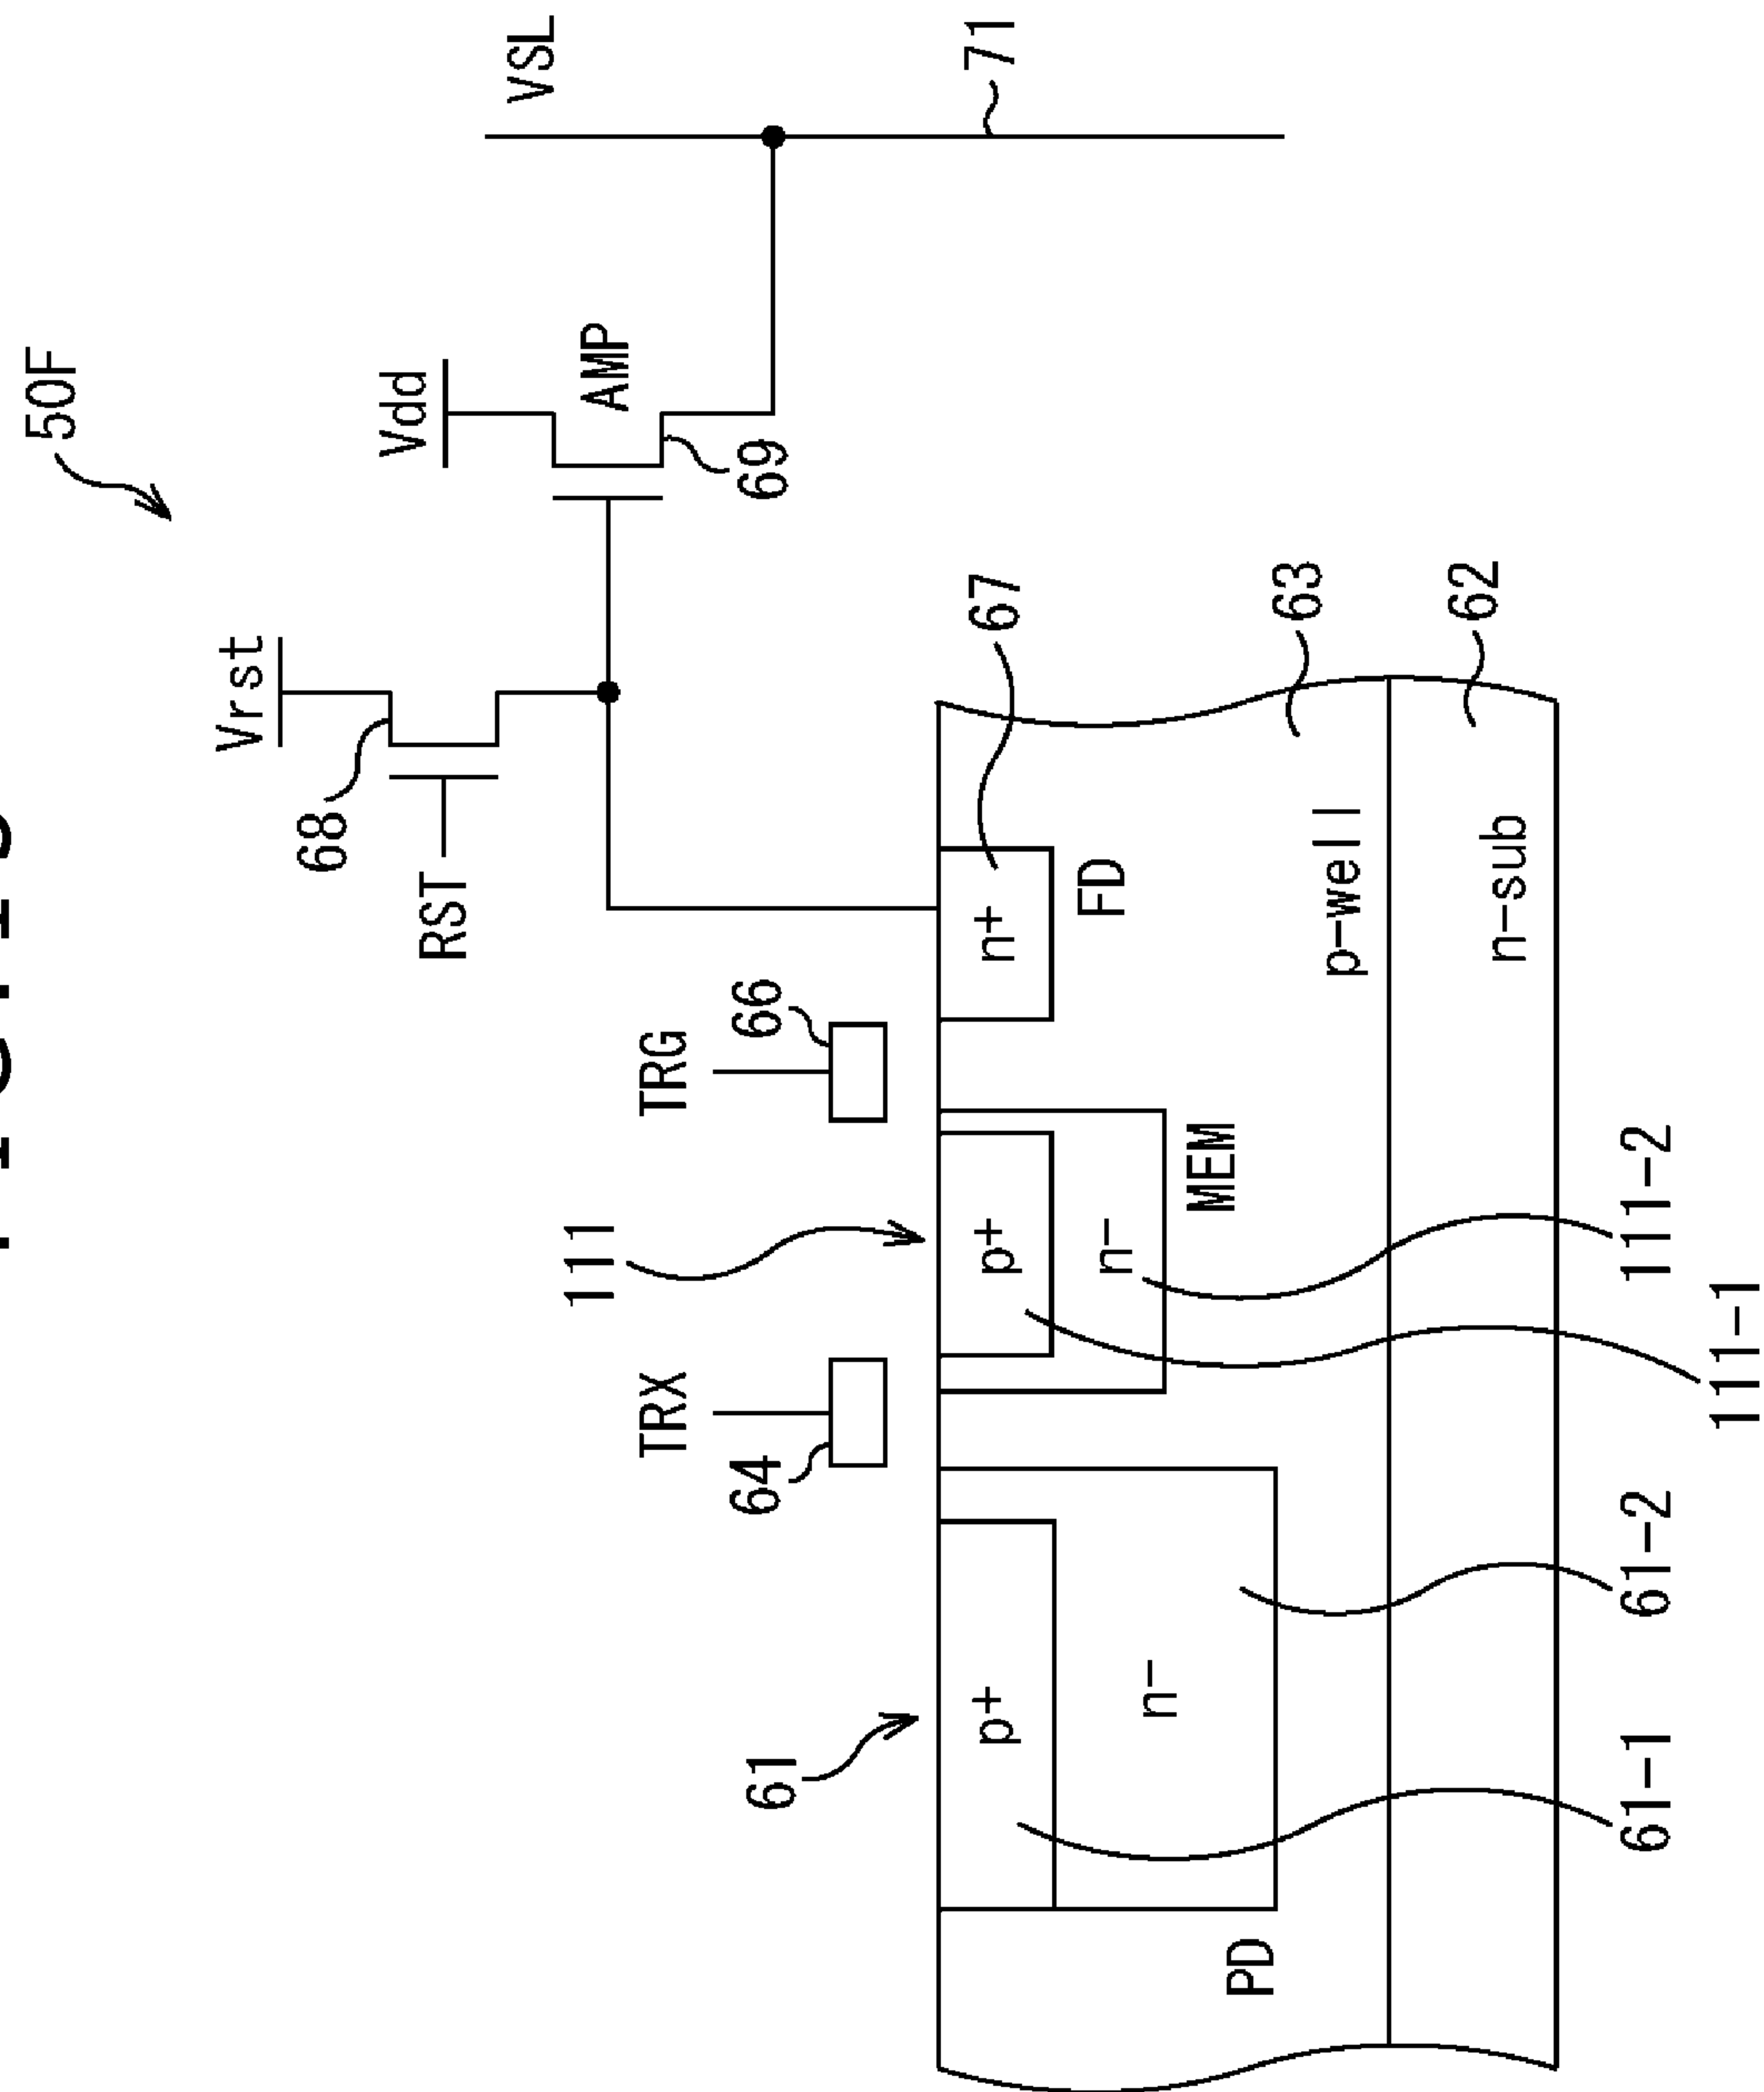 50F
Vrst
Vdd
VSL
68
RST
AMP
69
71
111
TRX
TRG
61
64
66
67
p+
p+
n+
n-
n-
FD
MEM
PD
63
p-well
62
n-sub
61-1
61-2
111-1
111-2